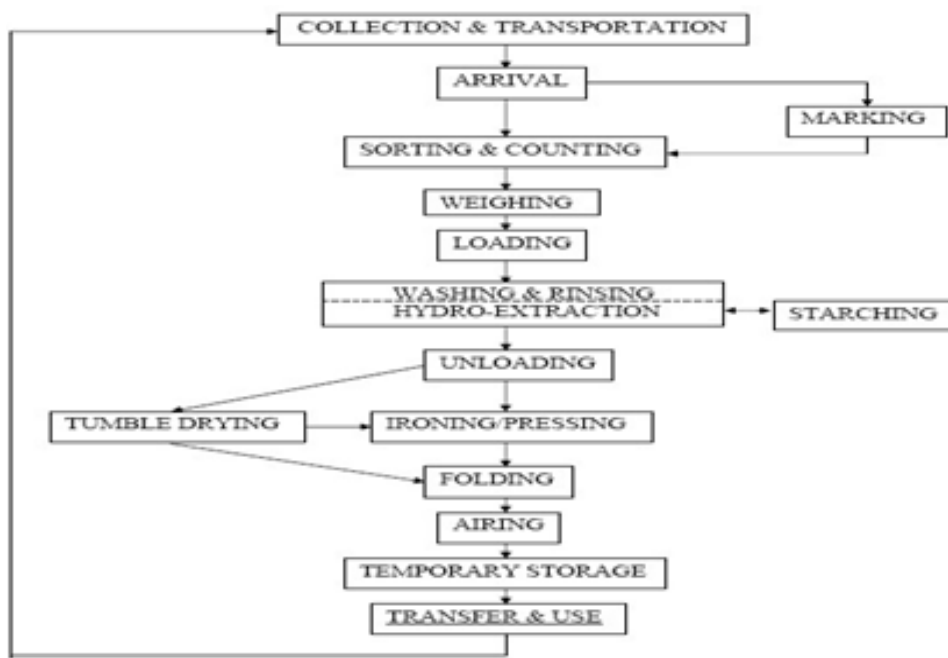 COLLECTION & TRANSPORTATION
ARRIVAL
MARKING
SORTING & COUNTING
WEIGHING
LOADING
WASHING & RINSING
HYDRO-EXTRACTION
STARCHING
UNLOADING
TUMBLE DRYING
IRONING/PRESSING
FOLDING
AIRING
TEMPORARY STORAGE
TRANSFER & USE